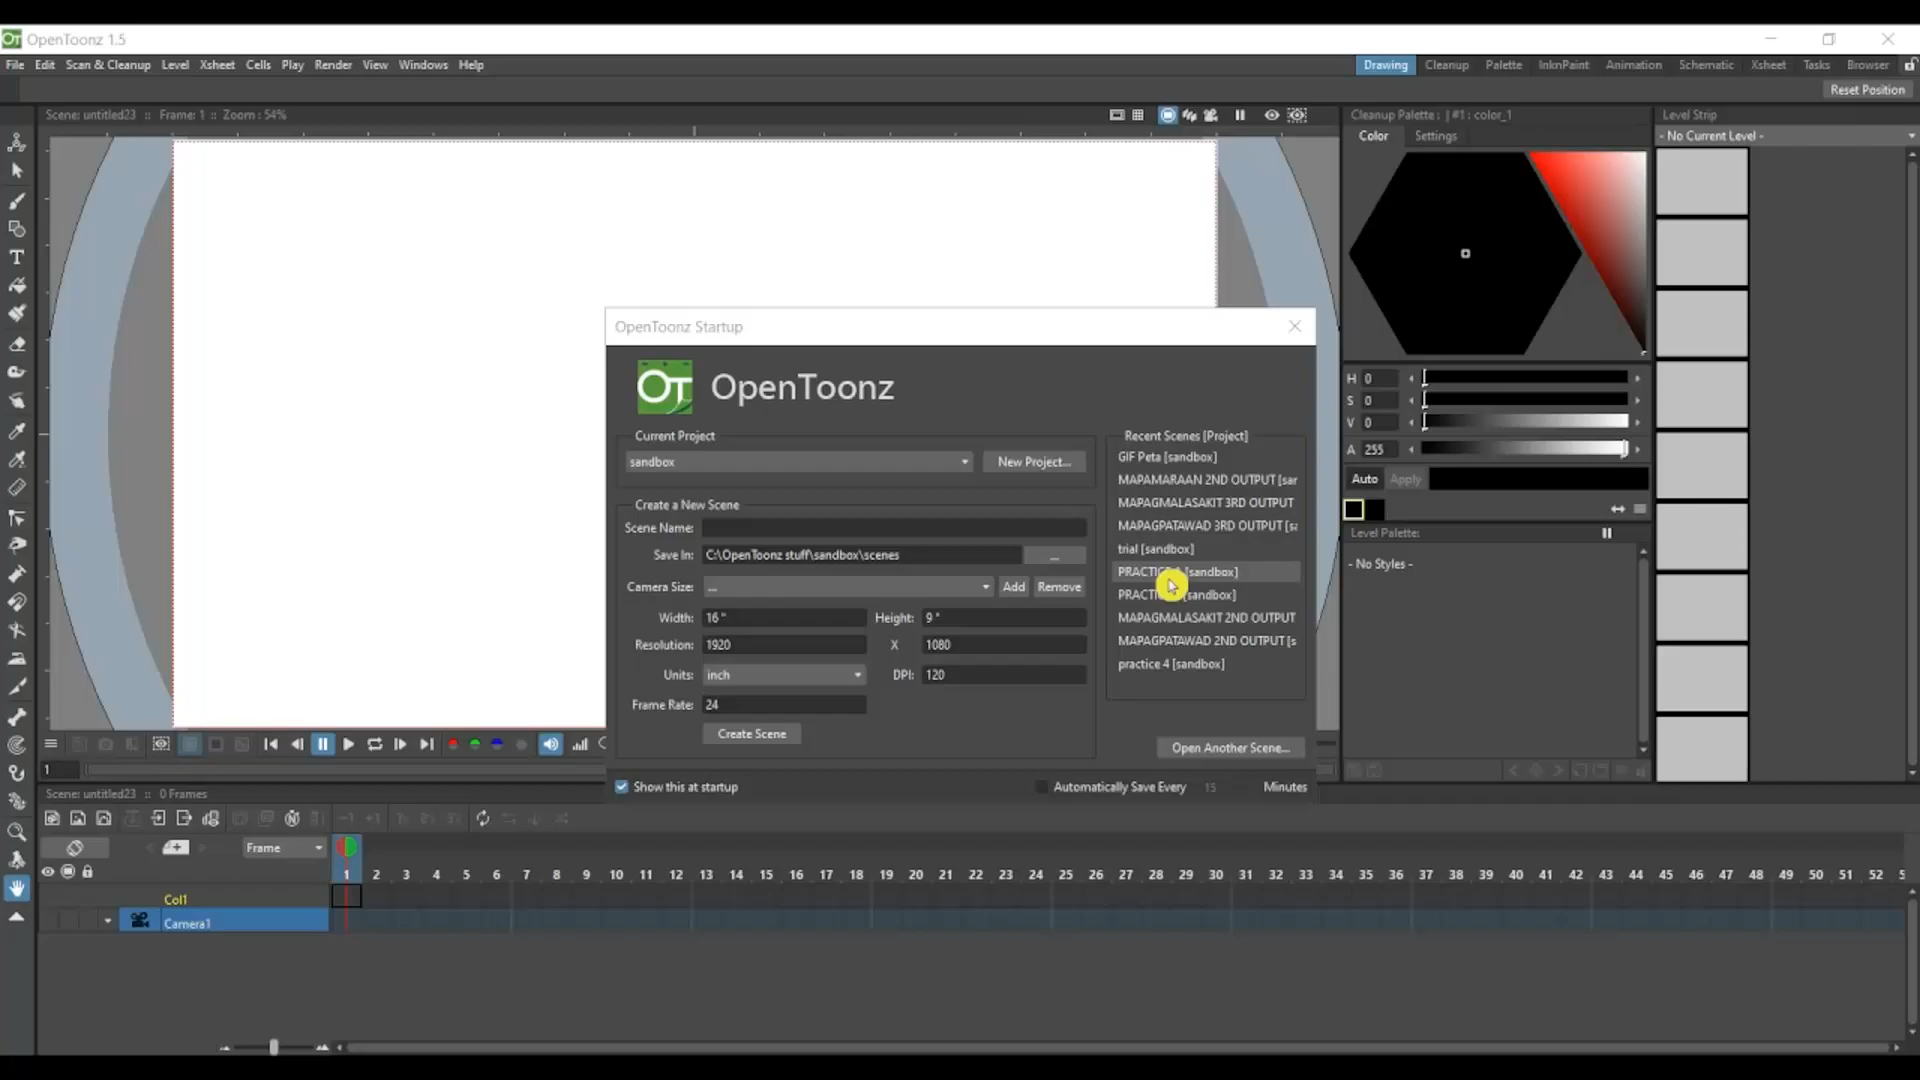 OpenToonz 1.5
File Edit Scan & Cleanup Level Xsheet Cells Play Render View Windows Help
Drawing Cleanup Palette InknPaint Animation Schematic Xsheet Tasks Browser
Reset Position
Scene: untitled23 :: Frame: 1 :: Zoom : 54%
Cleanup Palette : | #1 : color_1
Level Strip
Color Settings
- No Current Level -
OpenToonz Startup
OT OpenToonz
Current Project
sandbox
New Project...
Create a New Scene
Scene Name:
Save In: C:\OpenToonz stuff\sandbox\scenes ...
Camera Size: ... Add Remove
Width: 16 " Height: 9 "
Resolution: 1920 X 1080
Units: inch DPI: 120
Frame Rate: 24
Create Scene
Recent Scenes [Project]
GIF Peta [sandbox]
MAPAMARAAN 2ND OUTPUT [sar
MAPAGMALASAKIT 3RD OUTPUT
MAPAGPATAWAD 3RD OUTPUT [sa
trial [sandbox]
[sandbox]
[sandbox]
MAPAGMALASAKIT 2ND OUTPUT
MAPAGPATAWAD 2ND OUTPUT [s
practice 4 [sandbox]
Open Another Scene...
Show this at startup
Automatically Save Every 15 Minutes
H 0
S 0
V 0
A 255
Auto Apply
Level Palette:
- No Styles -
1
Scene: untitled23 :: 0 Frames
Frame
1 2 3 4 5 6 7 8 9 10 11 12 13 14 15 16 17 18 19 20 21 22 23 24 25 26 27 28 29 30 31 32 33 34 35 36 37 38 39 40 41 42 43 44 45 46 47 48 49 50 51 52 5
Col1
Camera1